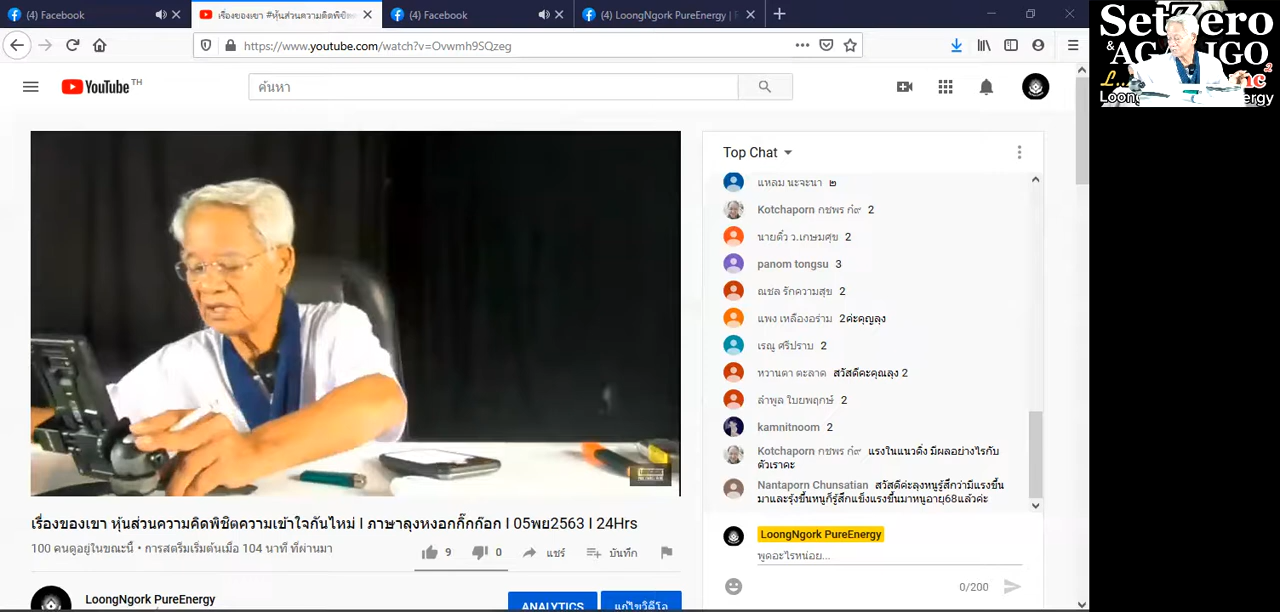 (4) Facebook
เรื่องของเขา #หุ้นส่วนความคิดพิชิต
(4) Facebook
(4) LoongNgork PureEnergy |
https://www.youtube.com/watch?v=Ovwmh9SQzeg
YouTube TH
ค้นหา
SetZero
&
Top Chat
แหลม นะจะนา ๒
Kotchaporn กชพร ก๋๙ 2
นายติ๋ว ว.เกษมศุข 2
panom tongsu 3
ณชล รักความสุข 2
แพง เหลืองอร่าม 2ค่ะคุญลุง
เรณู ศรีปราบ 2
หวานตา ตะลาด สวัสดีคะคุณลุง 2
ลำพูล ใบยพฤกษ์ 2
kamnitnoom 2
Kotchaporn กชพร ก๋๙ แรงในแนวดิ่ง มีผลอย่างไรกับ
ตัวเราคะ
Nantaporn Chunsatian สวัสดีค่ะลุงหนูรู้สึกว่ามีแรงขึ้น
มาและรุ้งขึ้นหนูก็รู้สึกแข็งแรงขึ้นมาหนูอายุ68แล้วค่ะ
LoongNgork PureEnergy
พูดอะไรหน่อย...
0/200
เรื่องของเขา หุ้นส่วนความคิดพิชิตความเข้าใจกันไหม่ I ภาษาลุงหงอกกิ๊กก๊อก I 05พย2563 I 24Hrs
100 คนดูอยู่ในขณะนี้ • การสตรีมเริ่มต้นเมื่อ 104 นาที ที่ผ่านมา
9
0
แชร์
บันทึก
LoongNgork PureEnergy
ANALYTICS
แก้ไขวิดีโอ